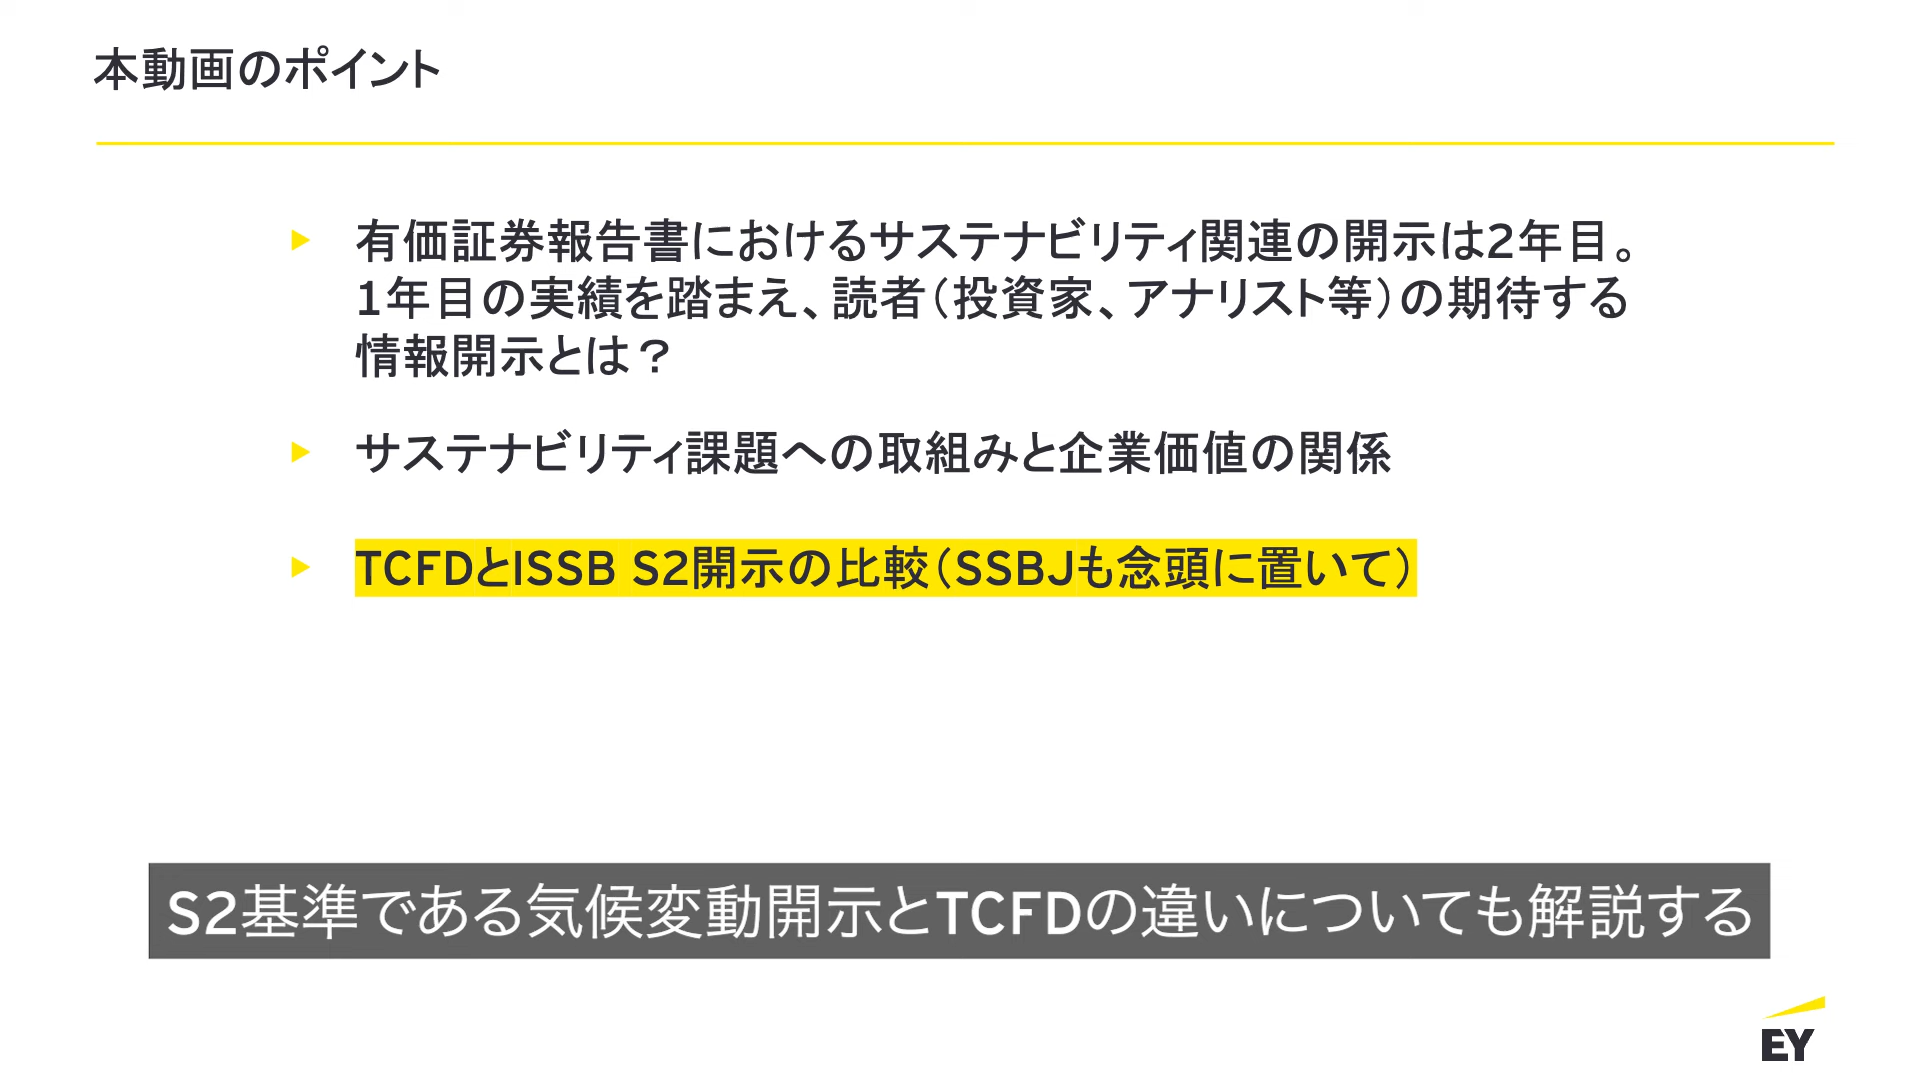 本動画のポイント
有価証券報告書におけるサステナビリティ関連の開示は2年目。
1年目の実績を踏まえ、読者（投資家、アナリスト等）の期待する
情報開示とは？
サステナビリティ課題への取組みと企業価値の関係
TCFDとISSB S2開示の比較（SSBJも念頭に置いて）
S2基準である気候変動開示とTCFDの違いについても解説する
EY